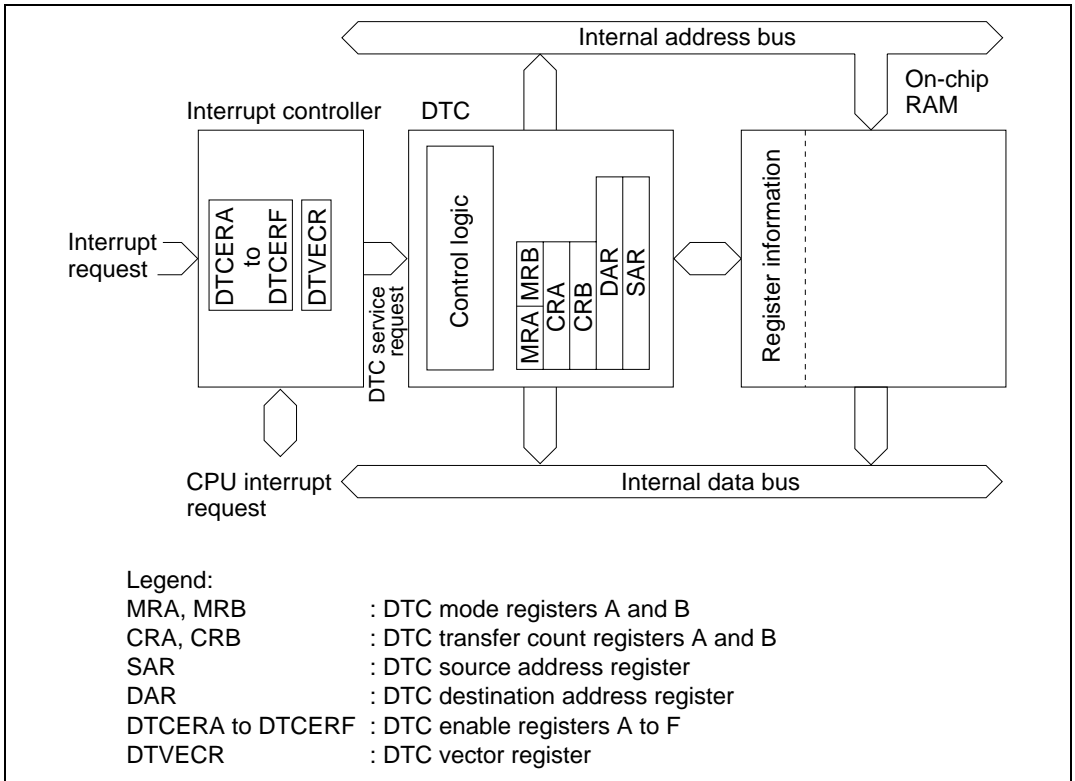 Internal address bus
On-chip
RAM
Interrupt controller
DTC
Interrupt
request
DTCERA
to
DTCERF
DTVECR
DTC service
request
Control logic
MRA
MRB
CRA
CRB
DAR
SAR
Register information
CPU interrupt
request
Internal data bus
Legend:
MRA, MRB : DTC mode registers A and B
CRA, CRB : DTC transfer count registers A and B
SAR : DTC source address register
DAR : DTC destination address register
DTCERA to DTCERF : DTC enable registers A to F
DTVECR : DTC vector register